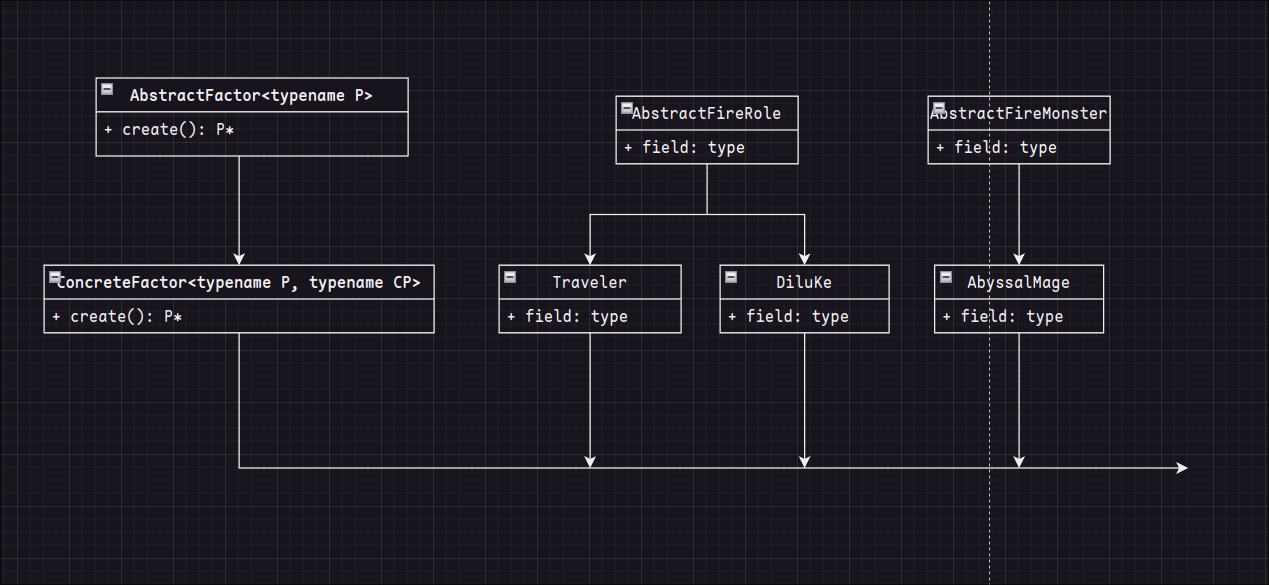 AbstractFactor<typename P>
+ create(): P*
AbstractFireRole
+ field: type
AbstractFireMonster
+ field: type
ConcreteFactor<typename P, typename CP>
+ create(): P*
Traveler
+ field: type
DiluKe
+ field: type
AbyssalMage
+ field: type